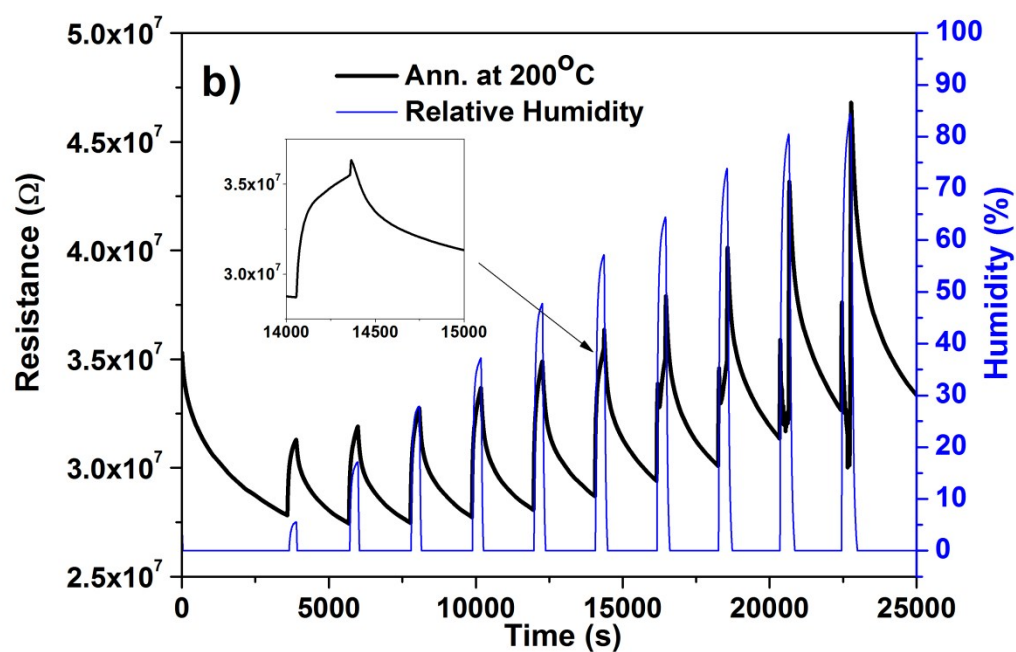 b)
Ann. at 200°C
Relative Humidity
Resistance (Ω)
5.0x10⁷
4.5x10⁷
4.0x10⁷
3.5x10⁷
3.0x10⁷
2.5x10⁷
3.5x10⁷
3.0x10⁷
14000 14500 15000
100
90
80
70
60
50
40
30
20
10
0
Humidity (%)
0 5000 10000 15000 20000 25000
Time (s)